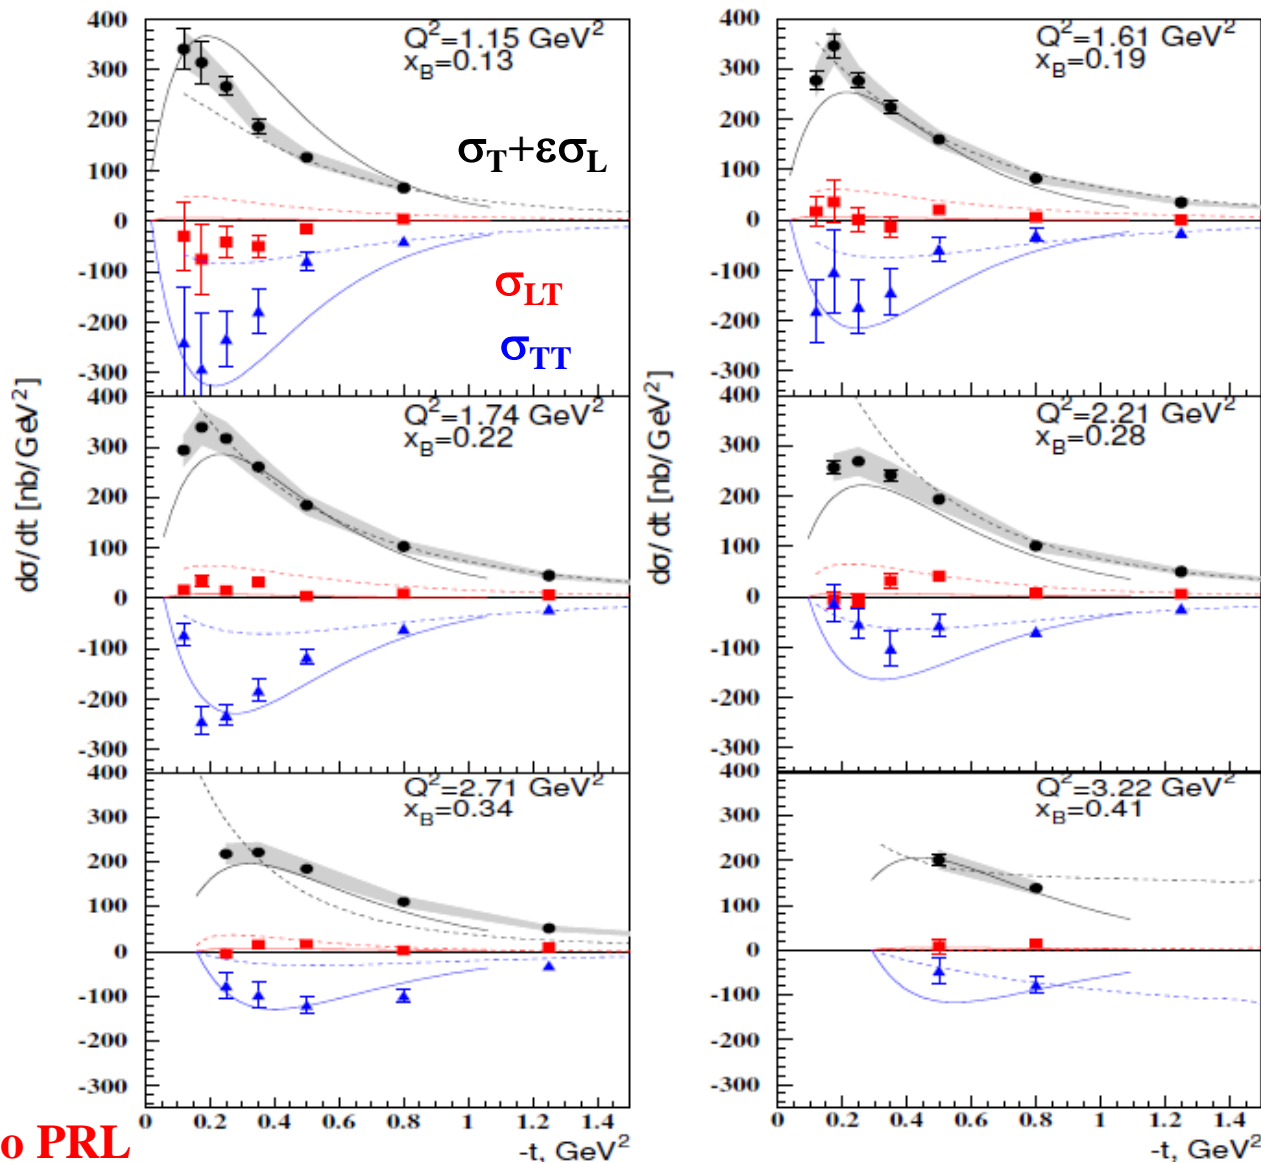 400
300
200
100
0
-100
-200
-300
Q²=1.15 GeV²
x_B=0.13
σ_T+εσ_L
σ_LT
σ_TT
400
300
200
100
0
-100
-200
-300
Q²=1.61 GeV²
x_B=0.19
dσ/dt [nb/GeV²]
400
300
200
100
0
-100
-200
-300
Q²=1.74 GeV²
x_B=0.22
dσ/dt [nb/GeV²]
400
300
200
100
0
-100
-200
-300
Q²=2.21 GeV²
x_B=0.28
400
300
200
100
0
-100
-200
-300
Q²=2.71 GeV²
x_B=0.34
400
300
200
100
0
-100
-200
-300
Q²=3.22 GeV²
x_B=0.41
0 0.2 0.4 0.6 0.8 1 1.2 1.4
-t, GeV²
0 0.2 0.4 0.6 0.8 1 1.2 1.4
-t, GeV²
o PRL